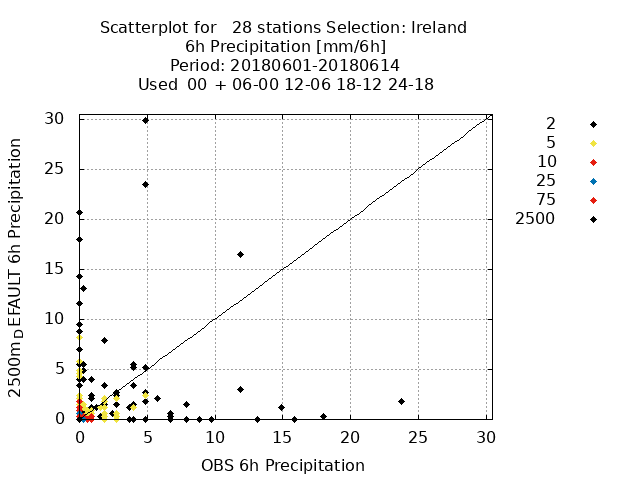 Scatterplot for 28 stations Selection: Ireland
6h Precipitation [mm/6h]
Period: 20180601-20180614
Used 00 + 06-00 12-06 18-12 24-18
2500m_DEFAULT 6h Precipitation
30
25
20
15
10
5
0
0 5 10 15 20 25 30
OBS 6h Precipitation
2
5
10
25
75
2500